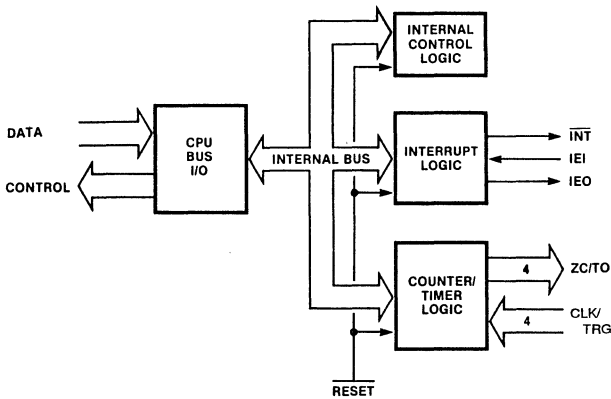 INTERNAL
CONTROL
LOGIC
DATA
CONTROL
CPU
BUS
I/O
INTERNAL BUS
INTERRUPT
LOGIC
INT
IEI
IEO
COUNTER/
TIMER
LOGIC
4
ZC/TO
4
CLK/
TRG
RESET